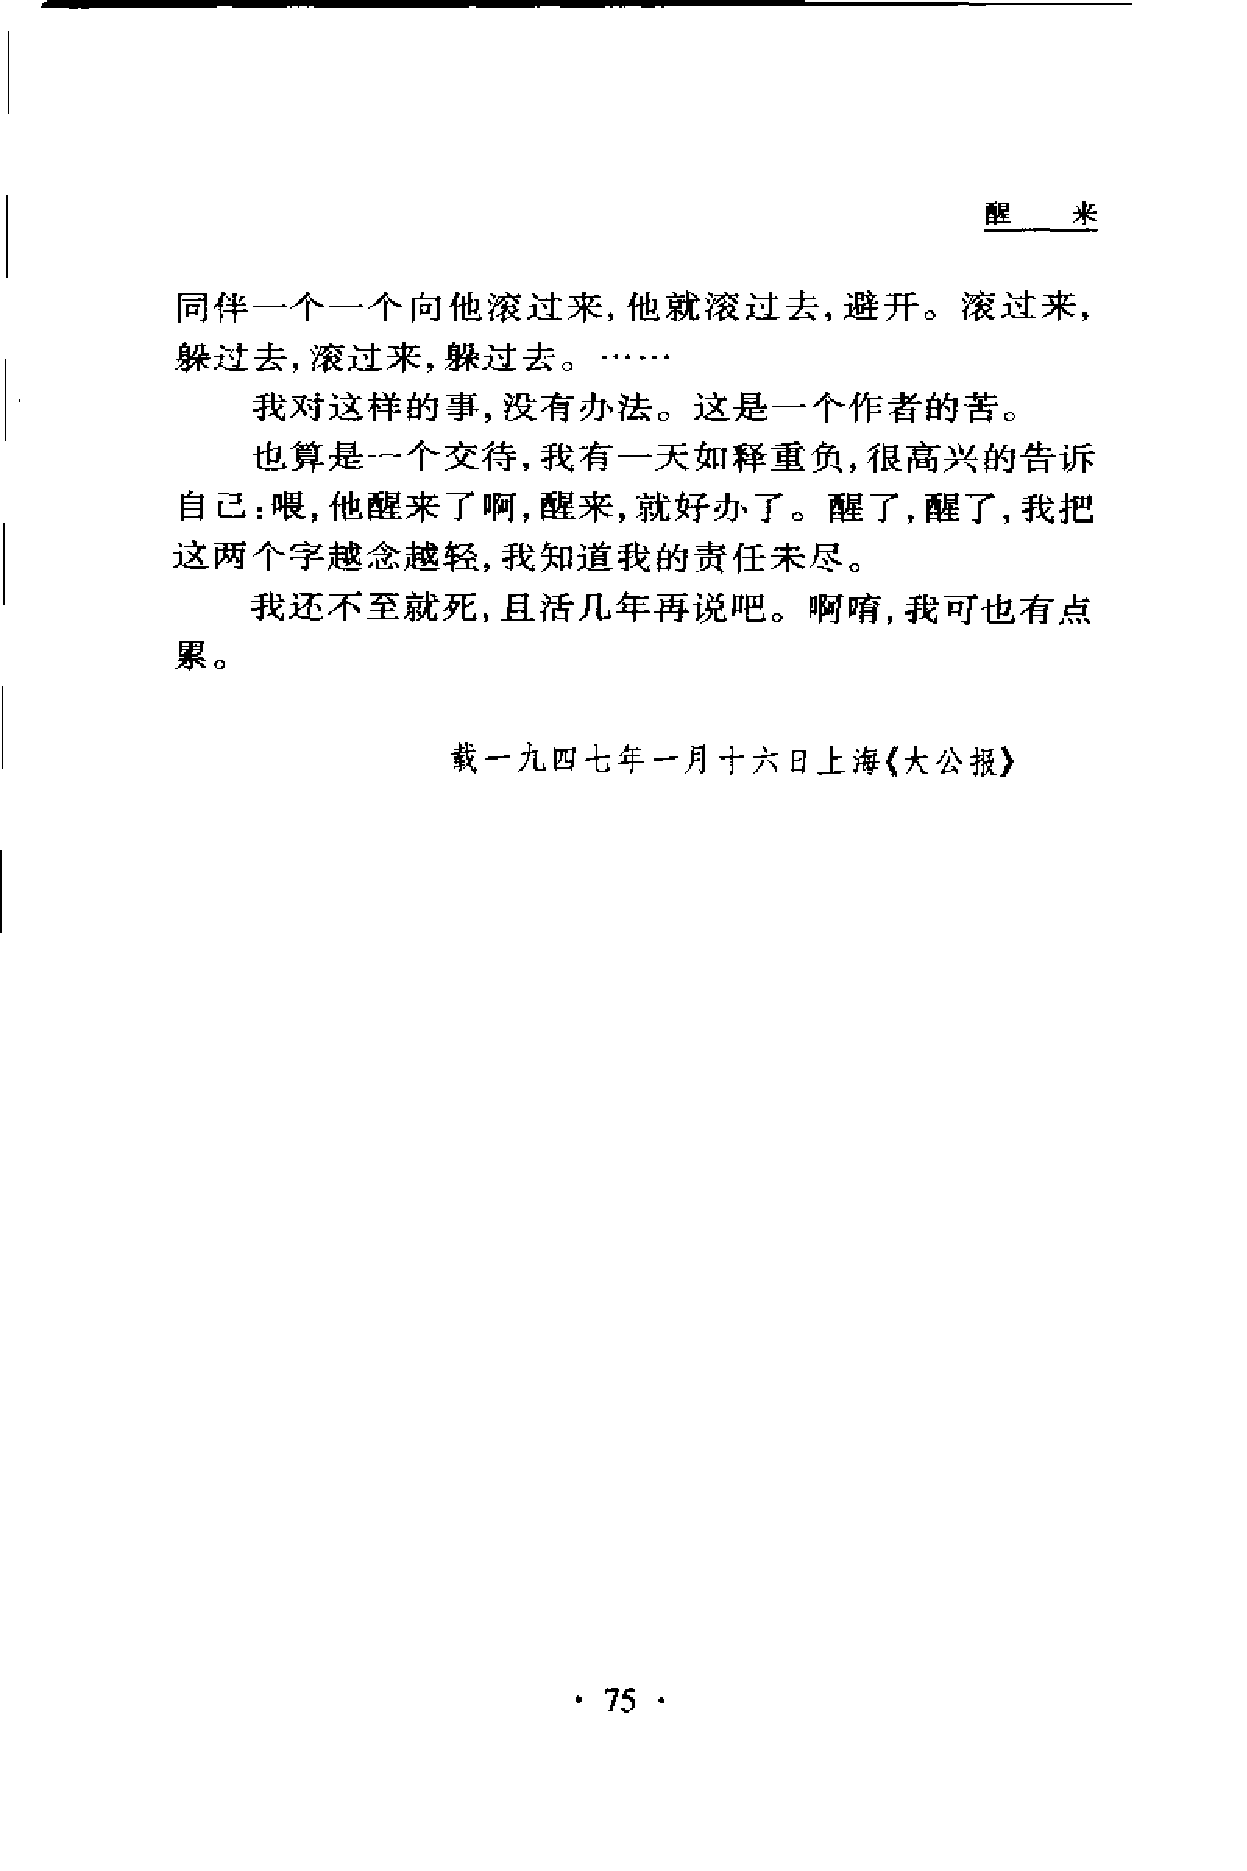 醒 来
同伴一个一个向他滚过来,他就滚过去,避开。滚过来,
躲过去,滚过来,躲过去。……
我对这样的事,没有办法。这是一个作者的苦。
也算是一个交待,我有一天如释重负,很高兴的告诉
自己:喂,他醒来了啊,醒来,就好办了。醒了,醒了,我把
这两个字越念越轻,我知道我的责任未尽。
我还不至就死,且活几年再说吧。啊唷,我可也有点
累。
载一九四七年一月十六日上海《大公报》
· 75 ·